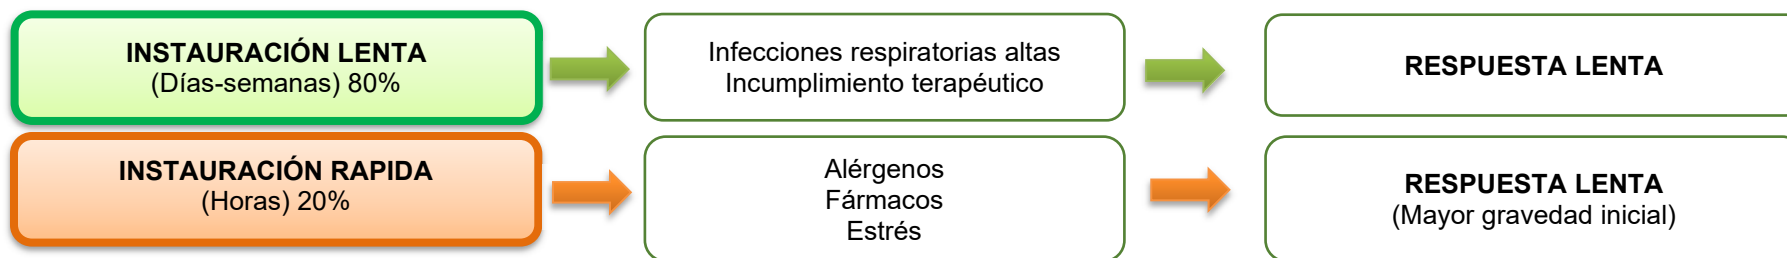 INSTAURACIÓN LENTA
(Días-semanas) 80%
Infecciones respiratorias altas
Incumplimiento terapéutico
RESPUESTA LENTA
INSTAURACIÓN RAPIDA
(Horas) 20%
Alérgenos
Fármacos
Estrés
RESPUESTA LENTA
(Mayor gravedad inicial)